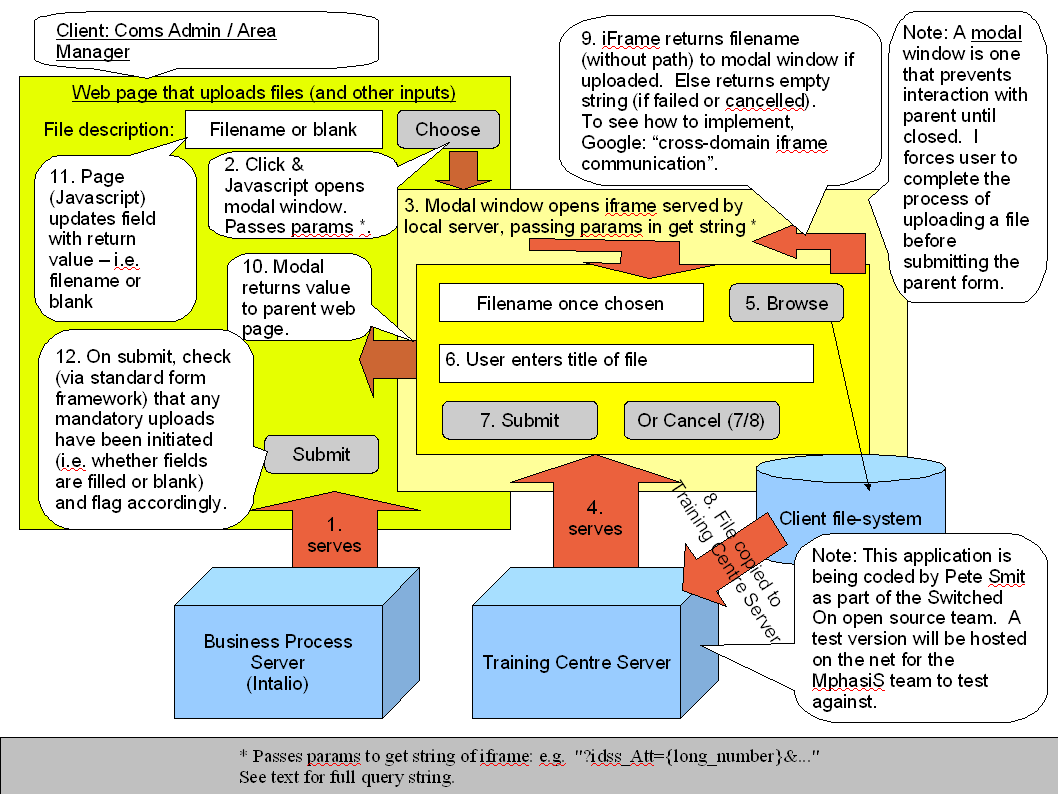 Client: Coms Admin / Area
Manager
Web page that uploads files (and other inputs)
File description:
Filename or blank
Choose
2. Click &
Javascript opens
modal window.
Passes params *.
11. Page
(Javascript)
updates field
with return
value – i.e.
filename or
blank
10. Modal
returns value
to parent web
page.
12. On submit, check
(via standard form
framework) that any
mandatory uploads
have been initiated
(i.e. whether fields
are filled or blank)
and flag accordingly.
Submit
9. iFrame returns filename
(without path) to modal window if
uploaded. Else returns empty
string (if failed or cancelled).
To see how to implement,
Google: “cross-domain iframe
communication”.
Note: A modal
window is one
that prevents
interaction with
parent until
closed. I
forces user to
complete the
process of
uploading a file
before
submitting the
parent form.
3. Modal window opens iframe served by
local server, passing params in get string *
Filename once chosen
5. Browse
6. User enters title of file
7. Submit
Or Cancel (7/8)
1.
serves
4.
serves
8. File copied to
Training Centre Server
Client file-system
Business Process
Server
(Intalio)
Training Centre Server
Note: This application is
being coded by Pete Smit
as part of the Switched
On open source team. A
test version will be hosted
on the net for the
MphasiS team to test
against.
* Passes params to get string of iframe: e.g. "?idss_Att={long_number}&..."
See text for full query string.